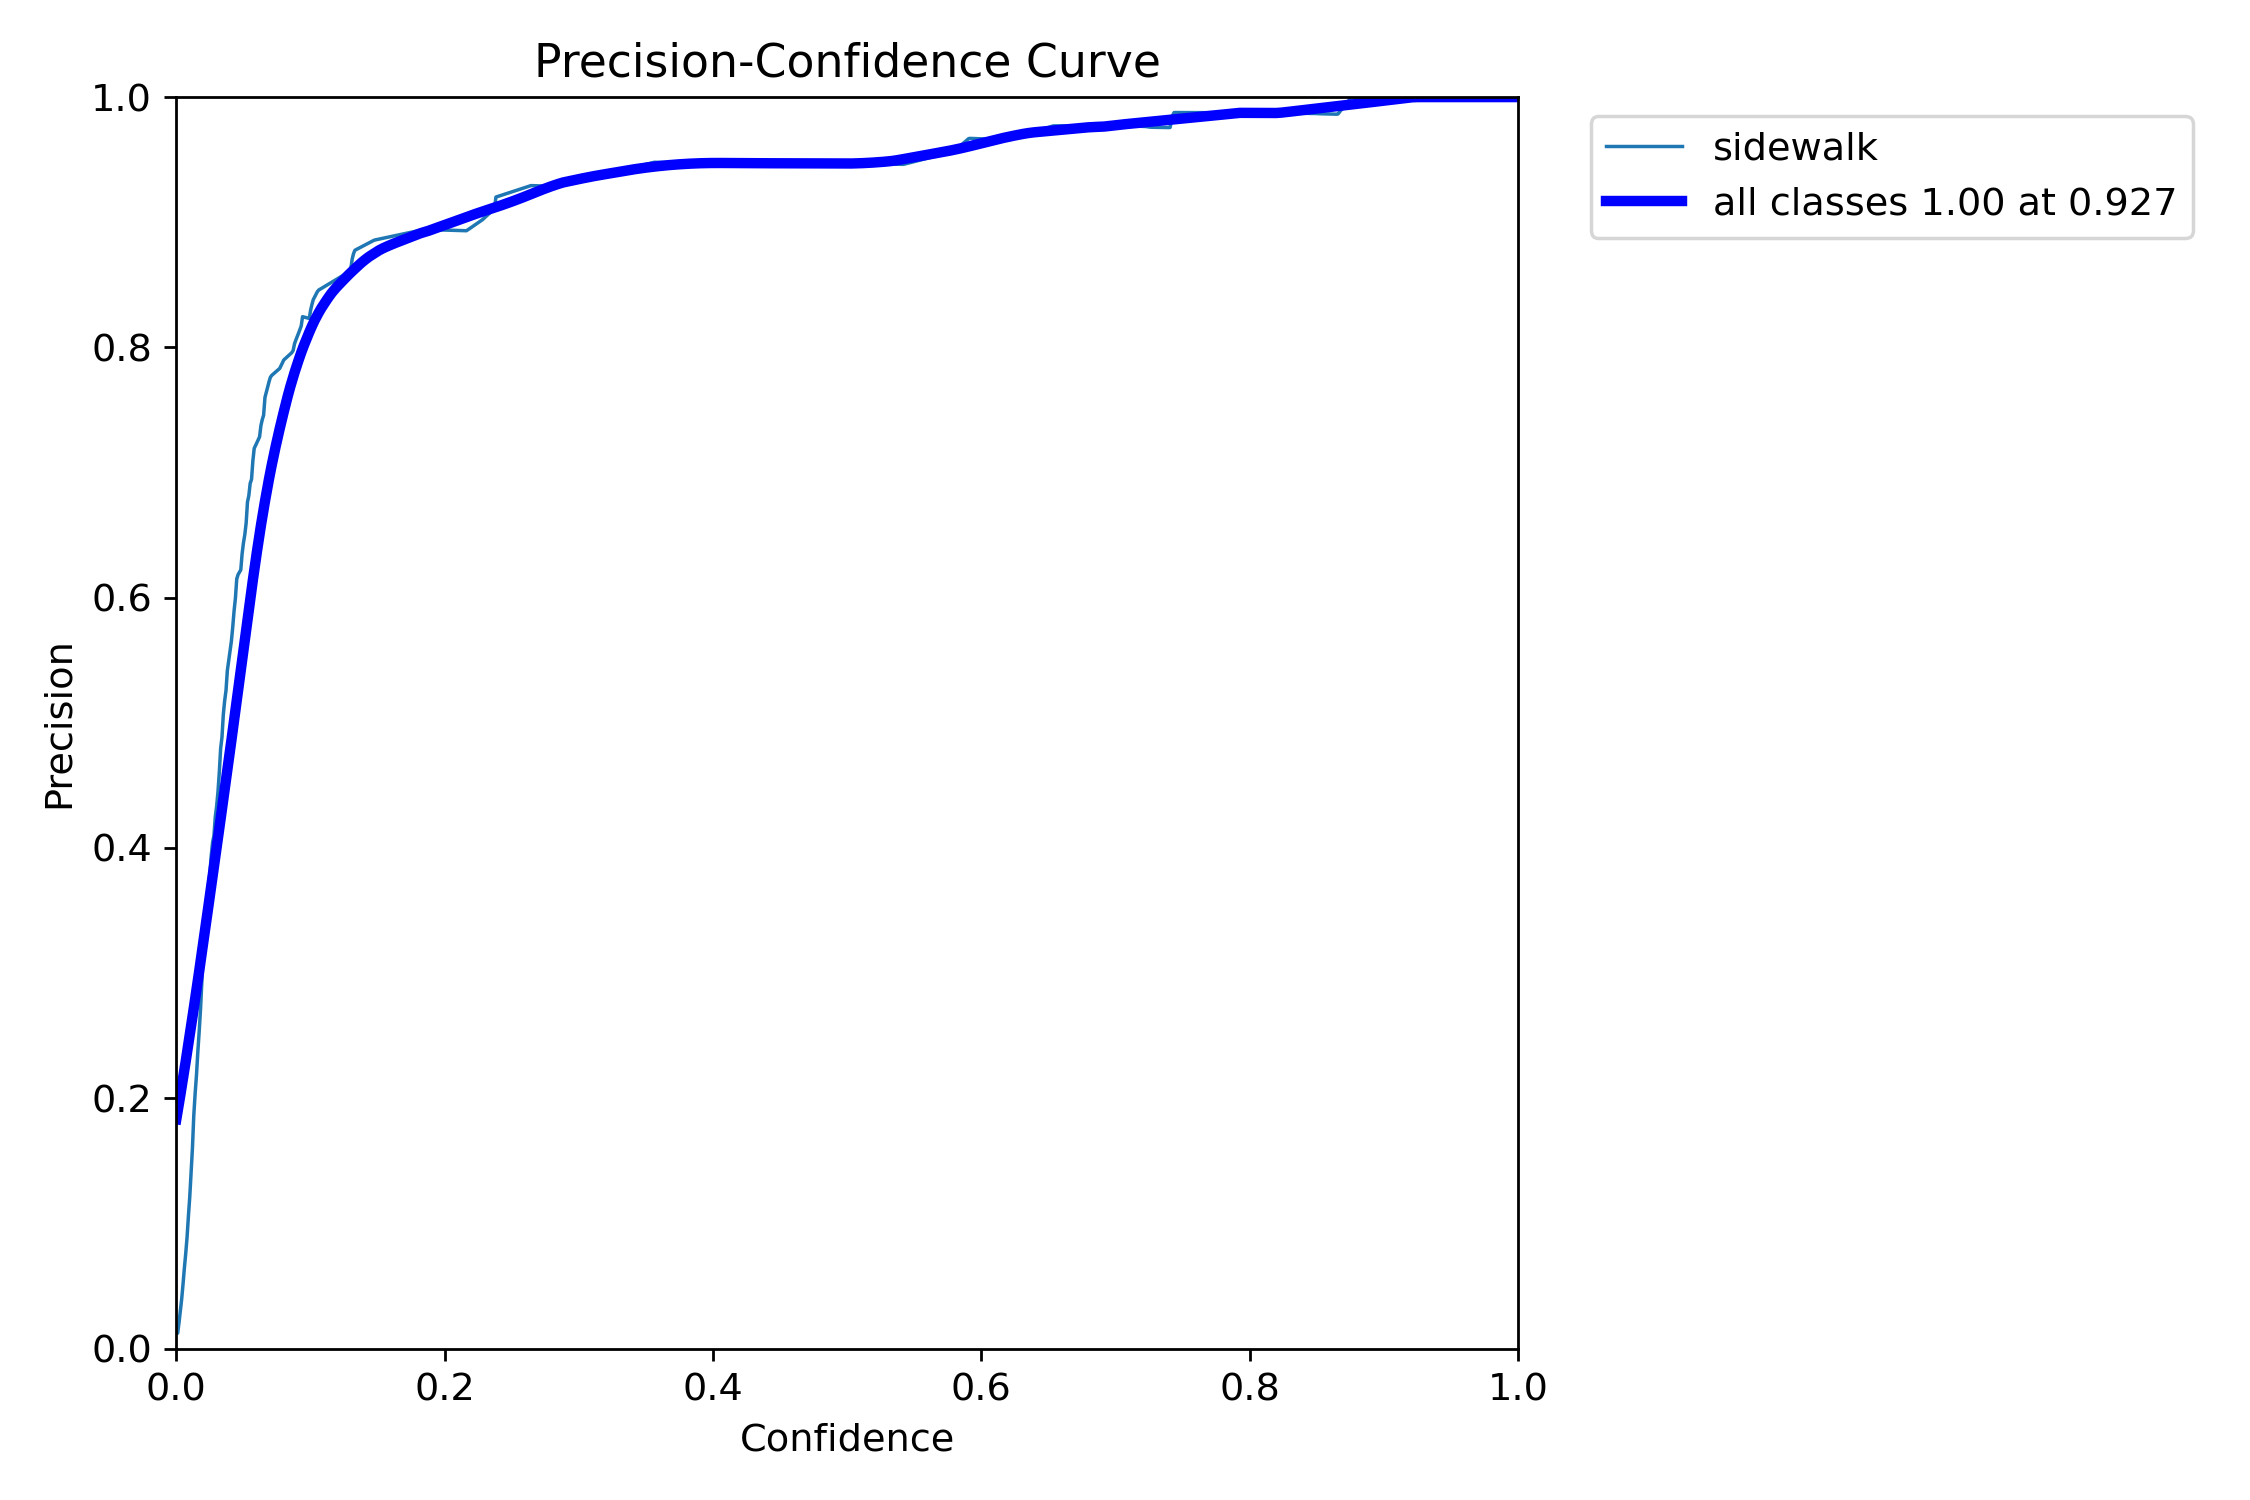 Precision-Confidence Curve
1.0
0.8
0.6
0.4
0.2
0.0
Precision
0.0 0.2 0.4 0.6 0.8 1.0
Confidence
sidewalk
all classes 1.00 at 0.927